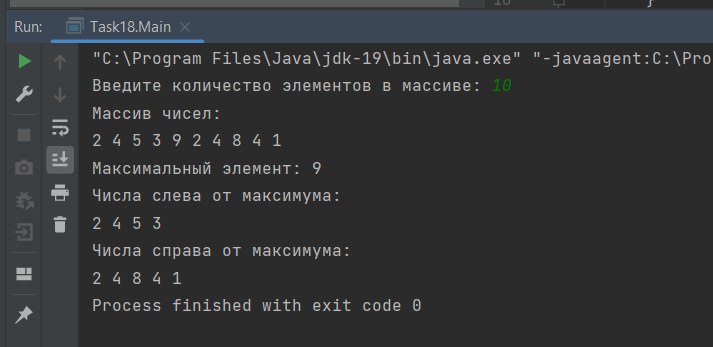 Run: Task18.Main
"C:\Program Files\Java\jdk-19\bin\java.exe" "-javaagent:C:\Pro
Введите количество элементов в массиве: 10
Массив чисел:
2 4 5 3 9 2 4 8 4 1
Максимальный элемент: 9
Числа слева от максимума:
2 4 5 3
Числа справа от максимума:
2 4 8 4 1
Process finished with exit code 0